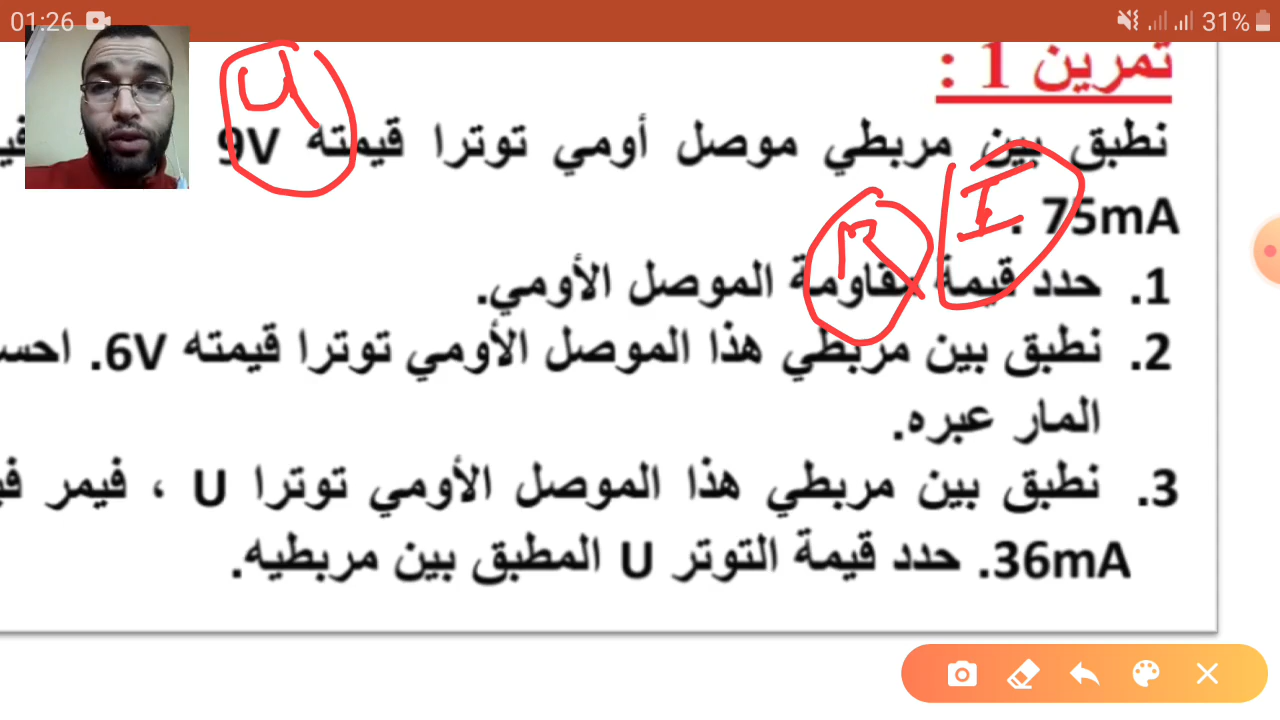 01:26 31%
تمرين 1 :
U
نطبق بين مربطي موصل أومي توترا قيمته 9V
I
75mA .
R
1. حدد قيمة مقاومة الموصل الأومي.
2. نطبق بين مربطي هذا الموصل الأومي توترا قيمته 6V.
المار عبره.
3. نطبق بين مربطي هذا الموصل الأومي توترا U ، فيمر
36mA. حدد قيمة التوتر U المطبق بين مربطيه.